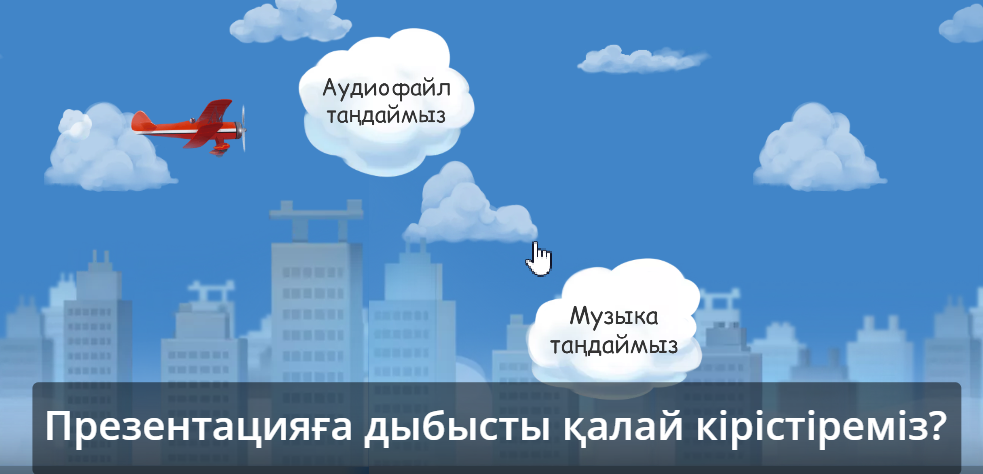 Аудиофайл
таңдаймыз
Музыка
таңдаймыз
Презентацияға дыбысты қалай кірістіреміз?